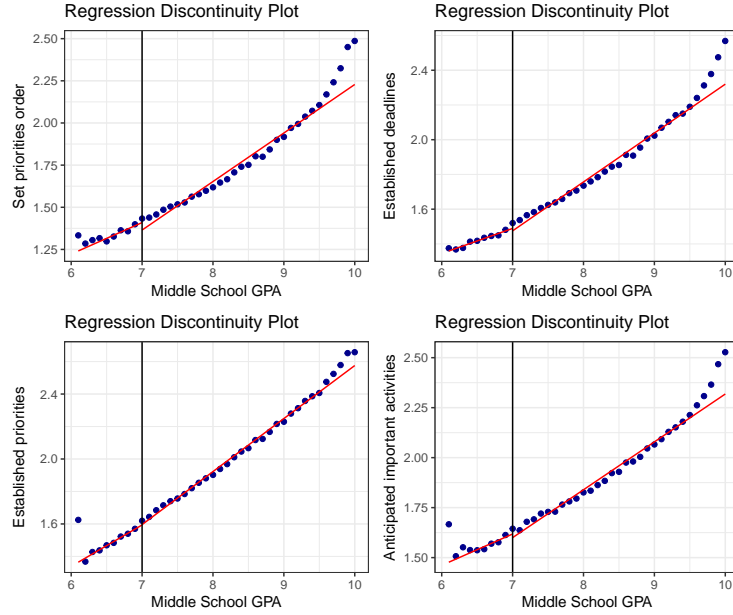 Regression Discontinuity Plot
Set priorities order
2.50
2.25
2.00
1.75
1.50
1.25
6 7 8 9 10
Middle School GPA
Regression Discontinuity Plot
Established deadlines
2.4
2.0
1.6
6 7 8 9 10
Middle School GPA
Regression Discontinuity Plot
Established priorities
2.4
2.0
1.6
6 7 8 9 10
Middle School GPA
Regression Discontinuity Plot
Anticipated important activities
2.50
2.25
2.00
1.75
1.50
6 7 8 9 10
Middle School GPA